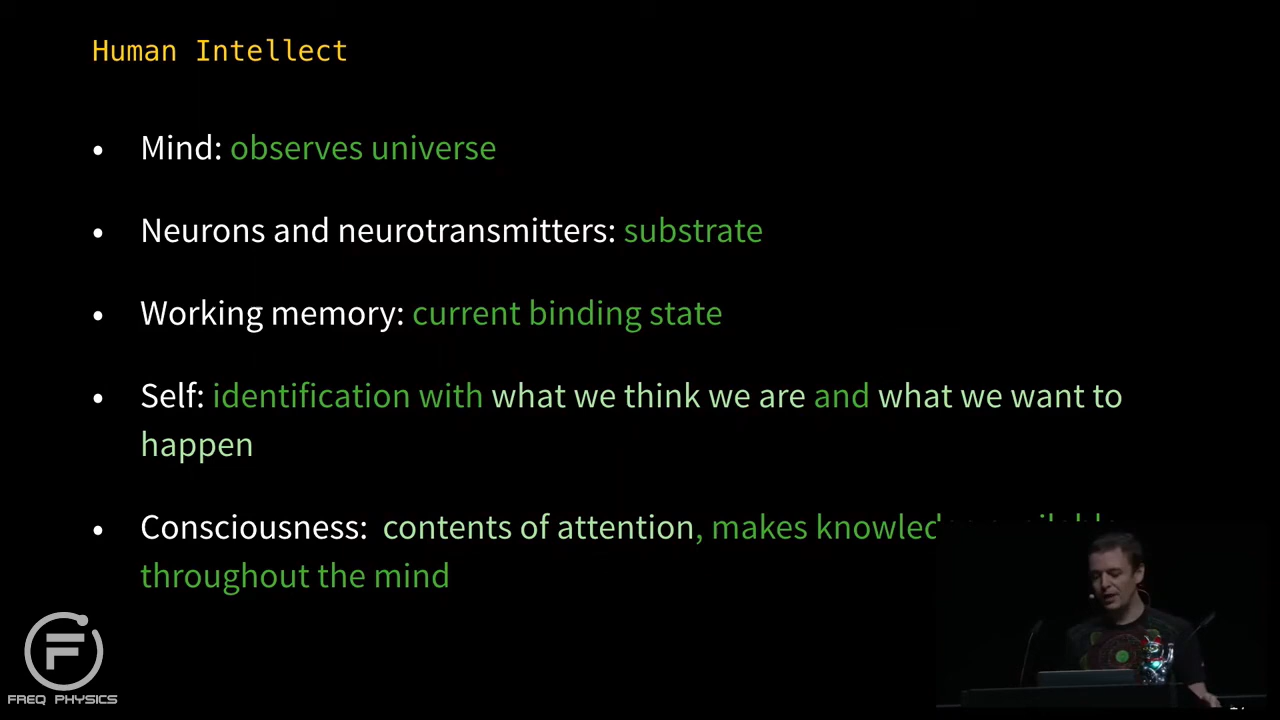 Human Intellect
• Mind: observes universe
• Neurons and neurotransmitters: substrate
• Working memory: current binding state
• Self: identification with what we think we are and what we want to
happen
• Consciousness: contents of attention, makes
throughout the mind
F
FREQ PHYSICS